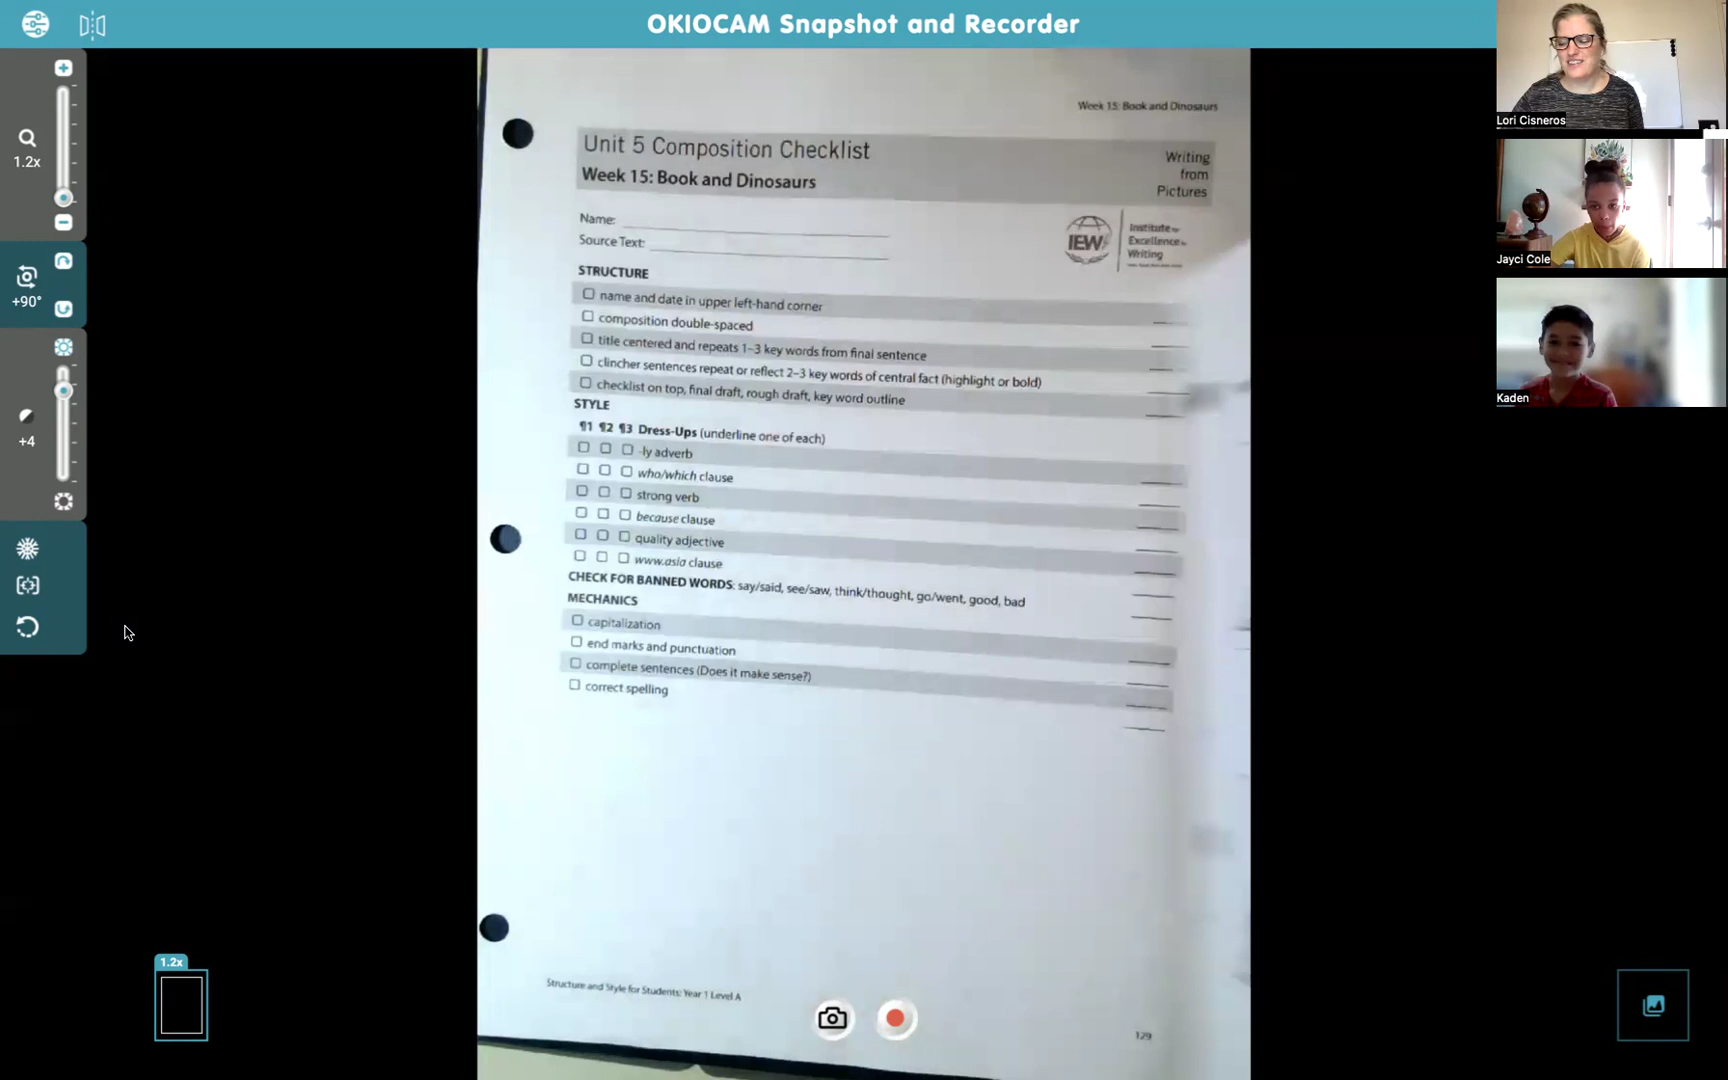 OKIOCAM Snapshot and Recorder
1.2x
+90°
+4
1.2x
Lori Cisneros
Jayci Cole
Kaden
Week 15: Book and Dinosaurs
Unit 5 Composition Checklist
Week 15: Book and Dinosaurs
Writing
from
Pictures
Name:
Source Text:
IEW
Institute for
Excellence in
Writing
STRUCTURE
name and date in upper left-hand corner
composition double-spaced
title centered and repeats 1–3 key words from final sentence
clincher sentences repeat or reflect 2–3 key words of central fact (highlight or bold)
checklist on top, final draft, rough draft, key word outline
STYLE
¶1 ¶2 ¶3 Dress-Ups (underline one of each)
-ly adverb
who/which clause
strong verb
because clause
quality adjective
www.asia clause
CHECK FOR BANNED WORDS: say/said, see/saw, think/thought, go/went, good, bad
MECHANICS
capitalization
end marks and punctuation
complete sentences (Does it make sense?)
correct spelling
Structure and Style for Students: Year 1 Level A
129